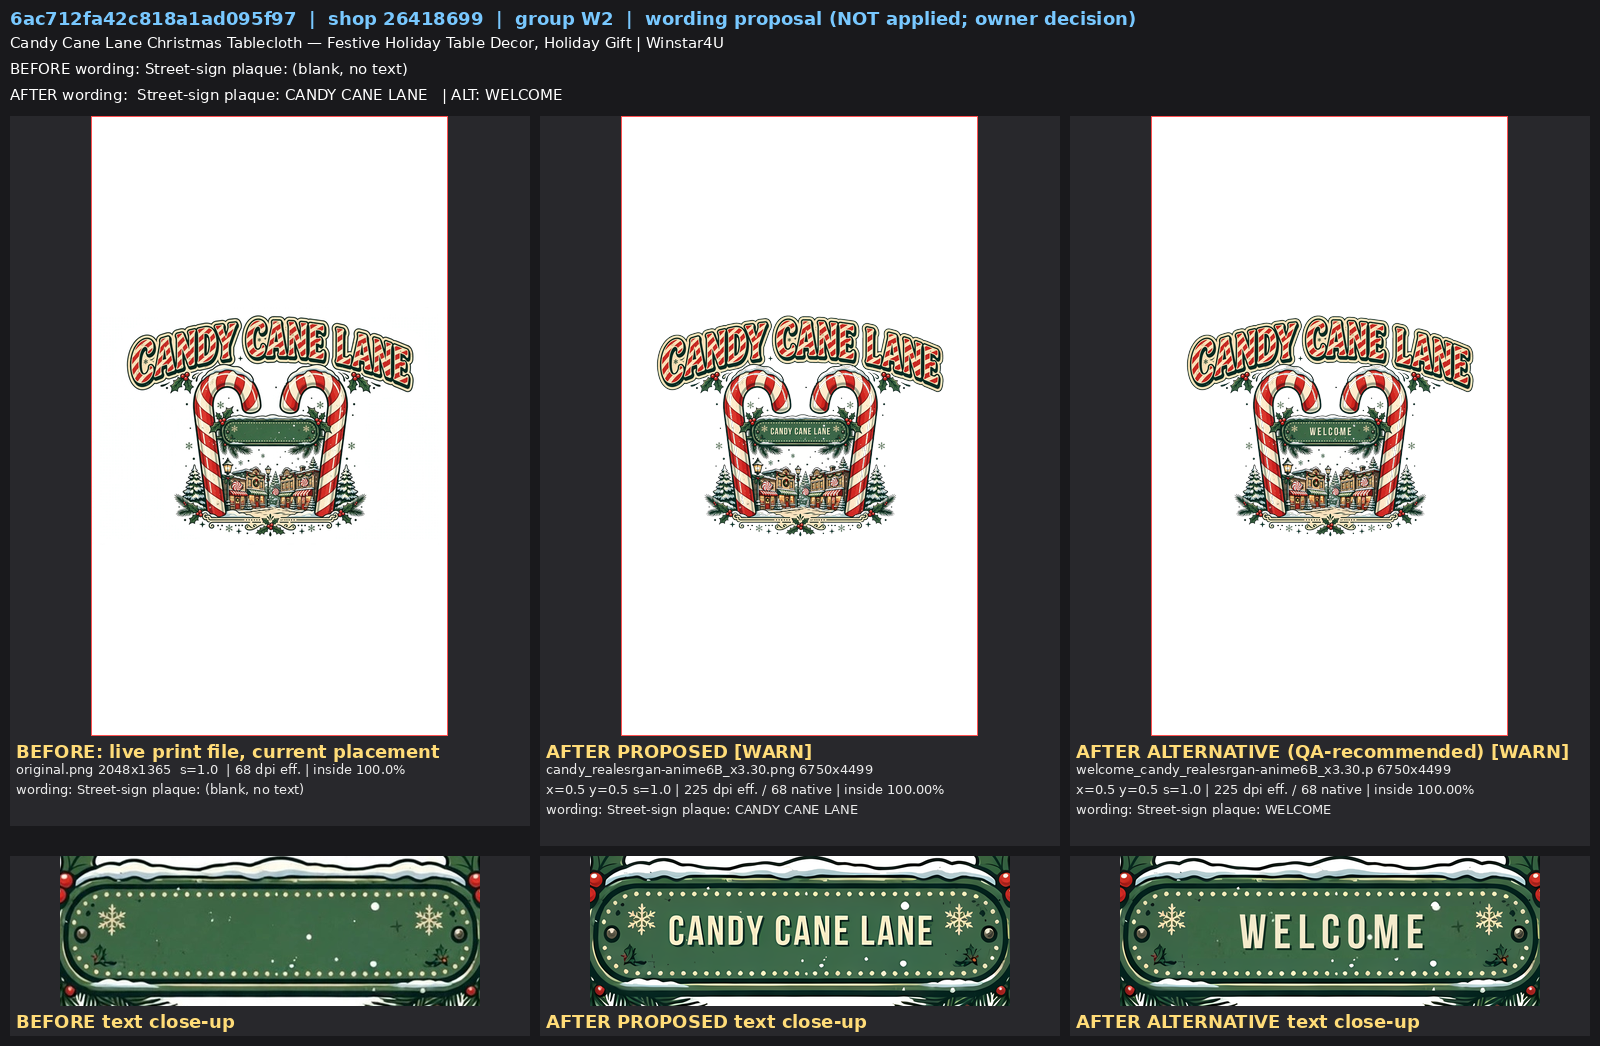 6ac712fa42c818a1ad095f97 | shop 26418699 | group W2 | wording proposal (NOT applied; owner decision)
Candy Cane Lane Christmas Tablecloth — Festive Holiday Table Decor, Holiday Gift | Winstar4U
BEFORE wording: Street-sign plaque: (blank, no text)
AFTER wording:  Street-sign plaque: CANDY CANE LANE   | ALT: WELCOME
CANDY CANE LANE
CANDY CANE LANE
CANDY CANE LANE
CANDY CANE LANE
WELCOME
BEFORE: live print file, current placement
original.png 2048x1365  s=1.0  | 68 dpi eff. | inside 100.0%
wording: Street-sign plaque: (blank, no text)
AFTER PROPOSED [WARN]
candy_realesrgan-anime6B_x3.30.png 6750x4499
x=0.5 y=0.5 s=1.0 | 225 dpi eff. / 68 native | inside 100.00%
wording: Street-sign plaque: CANDY CANE LANE
AFTER ALTERNATIVE (QA-recommended) [WARN]
welcome_candy_realesrgan-anime6B_x3.30.p 6750x4499
x=0.5 y=0.5 s=1.0 | 225 dpi eff. / 68 native | inside 100.00%
wording: Street-sign plaque: WELCOME
CANDY CANE LANE
WELCOME
BEFORE text close-up
AFTER PROPOSED text close-up
AFTER ALTERNATIVE text close-up